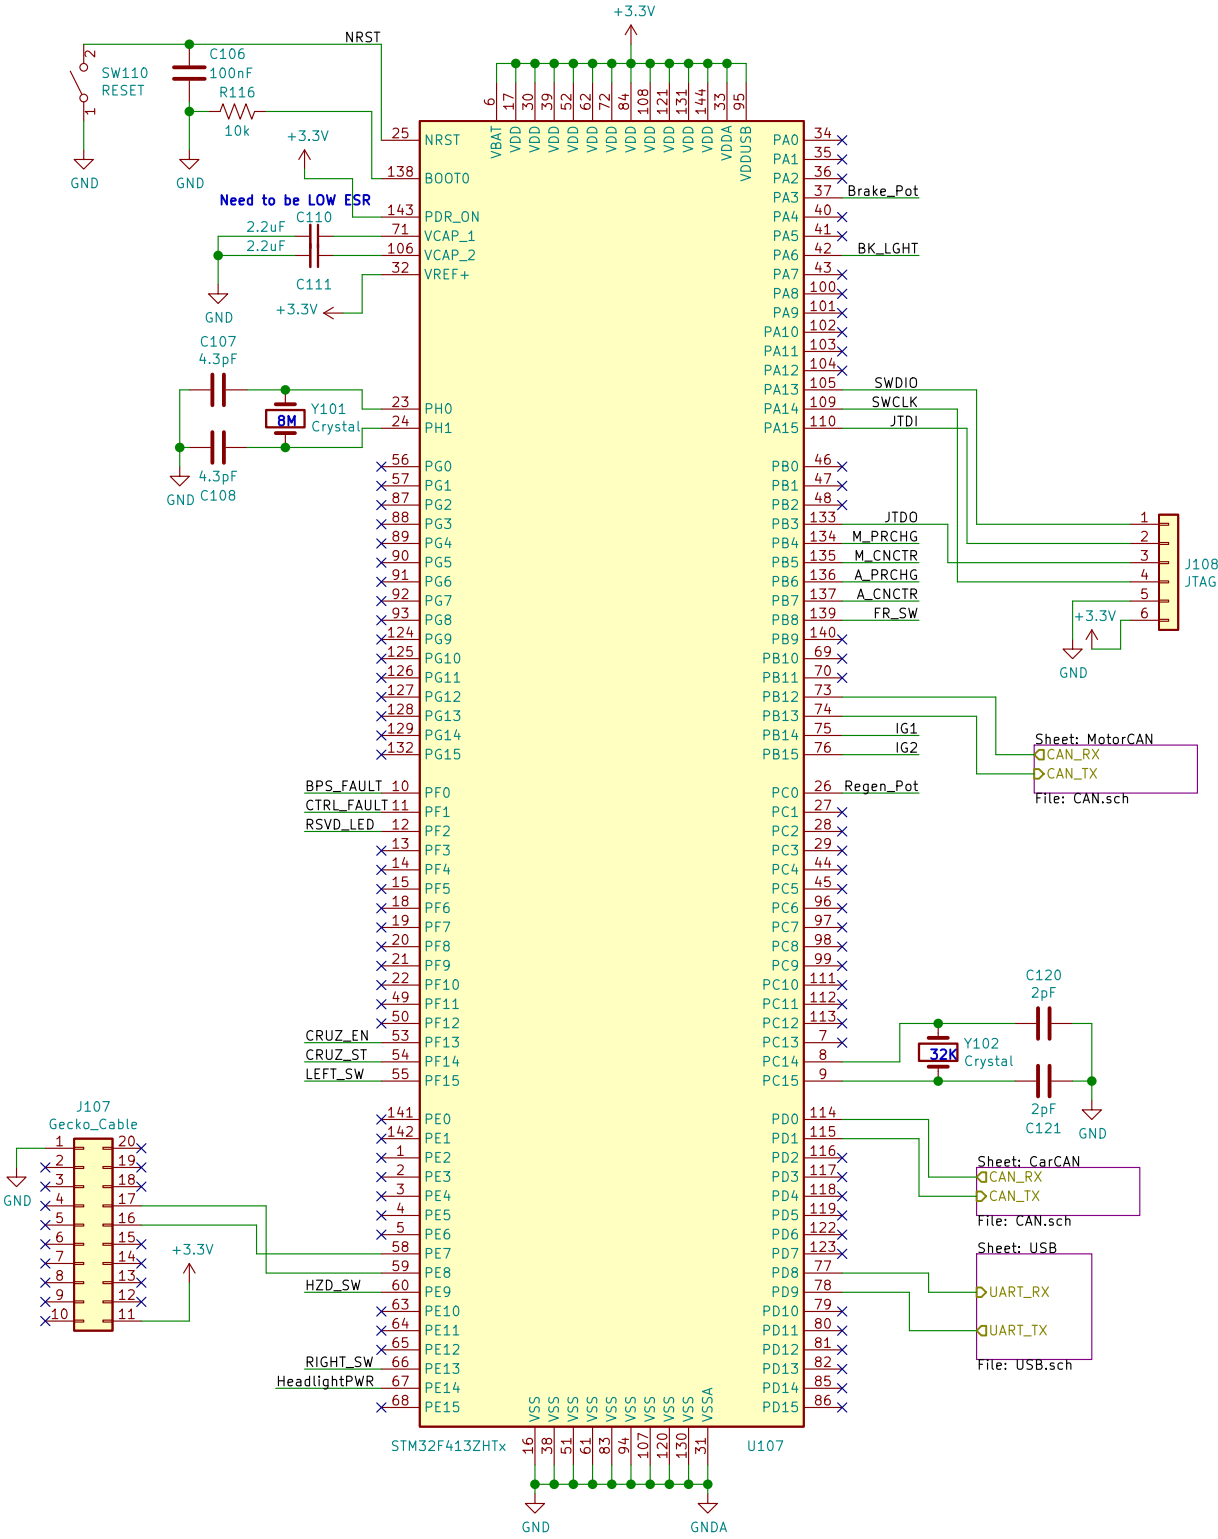 +3.3V
NRST
2
1
SW110
RESET
C106
100nF
R116
10k
+3.3V
GND
GND
Need to be LOW ESR
C110
2.2uF
2.2uF
C111
GND
+3.3V
C107
4.3pF
Y101
8M
Crystal
4.3pF
C108
GND
6 VBAT
17 VDD
30 VDD
39 VDD
52 VDD
62 VDD
72 VDD
84 VDD
108 VDD
121 VDD
131 VDD
144 VDD
33 VDDA
95 VDDUSB
25 NRST
138 BOOT0
143 PDR_ON
71 VCAP_1
106 VCAP_2
32 VREF+
23 PH0
24 PH1
56 PG0
57 PG1
87 PG2
88 PG3
89 PG4
90 PG5
91 PG6
92 PG7
93 PG8
124 PG9
125 PG10
126 PG11
127 PG12
128 PG13
129 PG14
132 PG15
BPS_FAULT 10 PF0
CTRL_FAULT 11 PF1
RSVD_LED 12 PF2
13 PF3
14 PF4
15 PF5
18 PF6
19 PF7
20 PF8
21 PF9
22 PF10
49 PF11
50 PF12
CRUZ_EN 53 PF13
CRUZ_ST 54 PF14
LEFT_SW 55 PF15
141 PE0
142 PE1
1 PE2
2 PE3
3 PE4
4 PE5
5 PE6
58 PE7
59 PE8
HZD_SW 60 PE9
63 PE10
64 PE11
65 PE12
RIGHT_SW 66 PE13
HeadlightPWR 67 PE14
68 PE15
PA0 34
PA1 35
PA2 36
PA3 37 Brake_Pot
PA4 40
PA5 41
PA6 42 BK_LGHT
PA7 43
PA8 100
PA9 101
PA10 102
PA11 103
PA12 104
PA13 105 SWDIO
PA14 109 SWCLK
PA15 110 JTDI
PB0 46
PB1 47
PB2 48
PB3 133 JTDO
PB4 134 M_PRCHG
PB5 135 M_CNCTR
PB6 136 A_PRCHG
PB7 137 A_CNCTR
PB8 139 FR_SW
PB9 140
PB10 69
PB11 70
PB12 73
PB13 74
PB14 75 IG1
PB15 76 IG2
PC0 26 Regen_Pot
PC1 27
PC2 28
PC3 29
PC4 44
PC5 45
PC6 96
PC7 97
PC8 98
PC9 99
PC10 111
PC11 112
PC12 113
PC13 7
PC14 8
PC15 9
PD0 114
PD1 115
PD2 116
PD3 117
PD4 118
PD5 119
PD6 122
PD7 123
PD8 77
PD9 78
PD10 79
PD11 80
PD12 81
PD13 82
PD14 85
PD15 86
16 VSS
38 VSS
51 VSS
61 VSS
83 VSS
94 VSS
107 VSS
120 VSS
130 VSS
31 VSSA
STM32F413ZHTx
U107
GND
GNDA
1
2
3
4
5
6
J108
JTAG
+3.3V
GND
Sheet: MotorCAN
CAN_RX
CAN_TX
File: CAN.sch
C120
2pF
Y102
32K
Crystal
2pF
C121
GND
Sheet: CarCAN
CAN_RX
CAN_TX
File: CAN.sch
Sheet: USB
UART_RX
UART_TX
File: USB.sch
J107
Gecko_Cable
1 20
2 19
3 18
4 17
5 16
6 15
7 14
8 13
9 12
10 11
GND
+3.3V